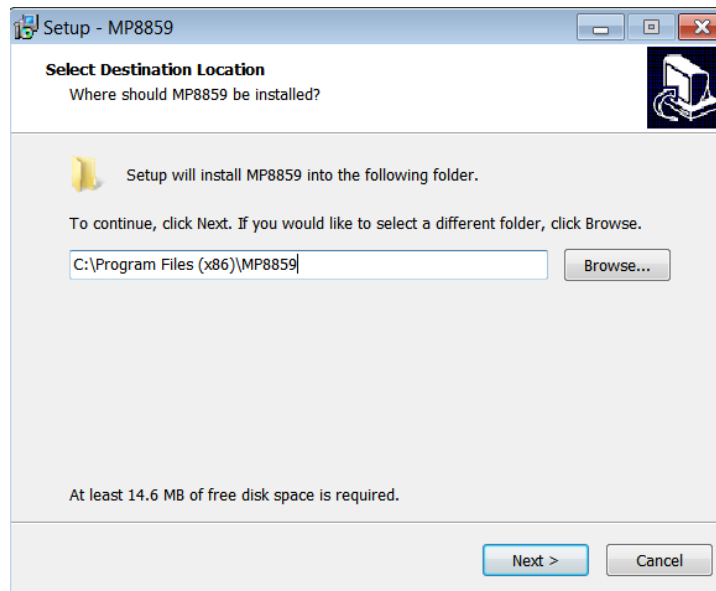 Setup - MP8859
Select Destination Location
Where should MP8859 be installed?
Setup will install MP8859 into the following folder.
To continue, click Next. If you would like to select a different folder, click Browse.
C:\Program Files (x86)\MP8859
Browse...
At least 14.6 MB of free disk space is required.
Next >
Cancel